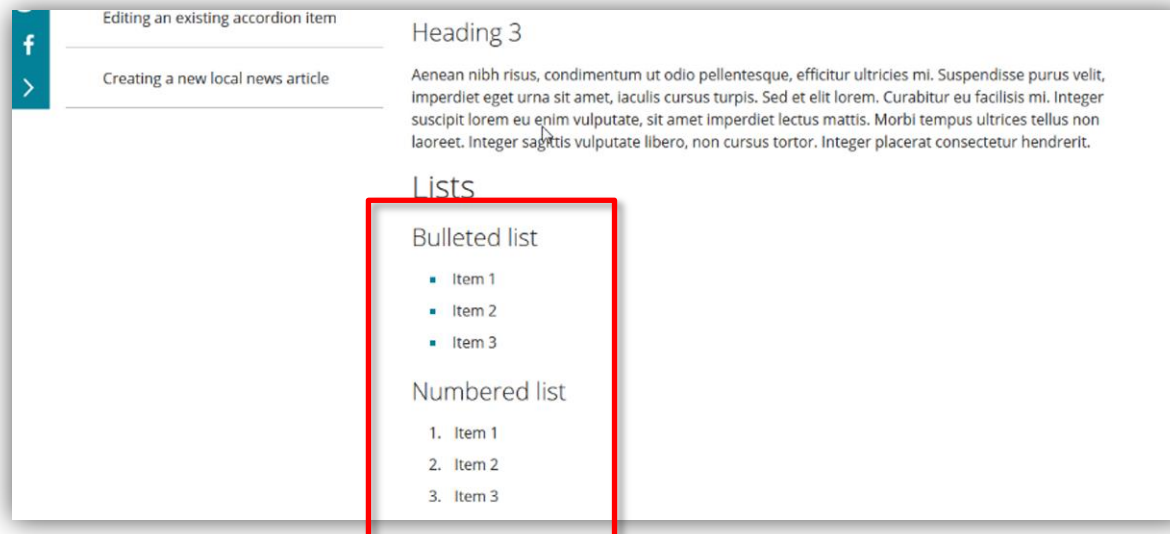 Editing an existing accordion item
Creating a new local news article
Heading 3
Aenean nibh risus, condimentum ut odio pellentesque, efficitur ultricies mi. Suspendisse purus velit,
imperdiet eget urna sit amet, iaculis cursus turpis. Sed et elit lorem. Curabitur eu facilisis mi. Integer
suscipit lorem eu enim vulputate, sit amet imperdiet lectus mattis. Morbi tempus ultrices tellus non
laoreet. Integer sagittis vulputate libero, non cursus tortor. Integer placerat consectetur hendrerit.
Lists
Bulleted list
Item 1
Item 2
Item 3
Numbered list
1. Item 1
2. Item 2
3. Item 3